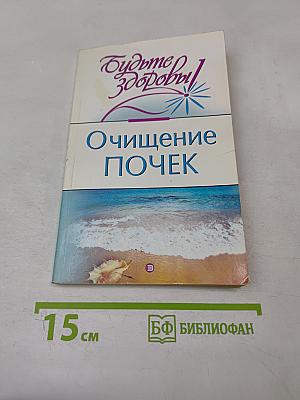 Будьте
здоровы!
Очищение
ПОЧЕК
15 см
БФ БИБЛИОФАН